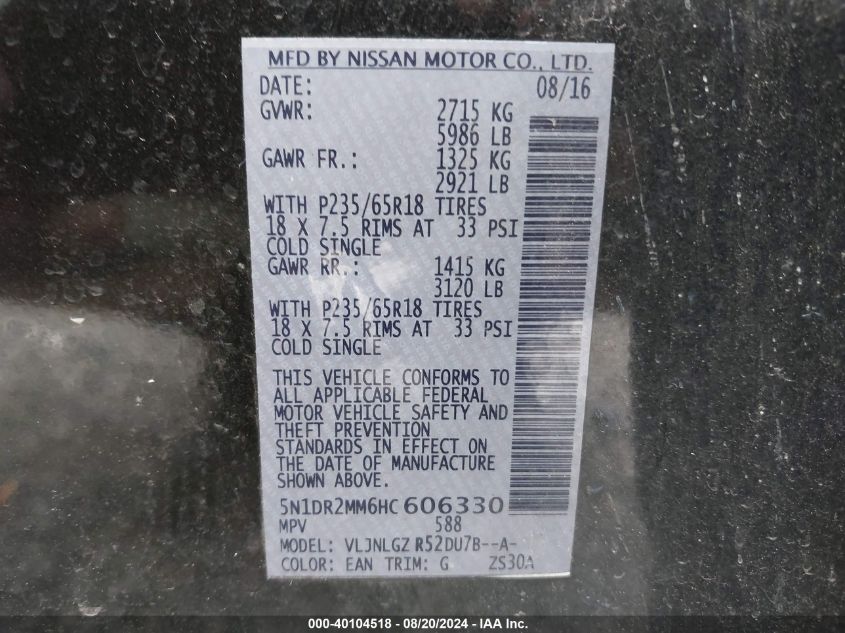 MFD BY NISSAN MOTOR CO., LTD.
DATE: 08/16
GVWR: 2715 KG
5986 LB
GAWR FR.: 1325 KG
2921 LB
WITH P235/65R18 TIRES
18 X 7.5 RIMS AT 33 PSI
COLD SINGLE
GAWR RR.: 1415 KG
3120 LB
WITH P235/65R18 TIRES
18 X 7.5 RIMS AT 33 PSI
COLD SINGLE
THIS VEHICLE CONFORMS TO
ALL APPLICABLE FEDERAL
MOTOR VEHICLE SAFETY AND
THEFT PREVENTION
STANDARDS IN EFFECT ON
THE DATE OF MANUFACTURE
SHOWN ABOVE.
5N1DR2MM6HC606330
MPV 588
MODEL: VLJNLGZ R52DU7B--A-
COLOR: EAN TRIM: G ZS30A
000-40104518 - 08/20/2024 - IAA Inc.